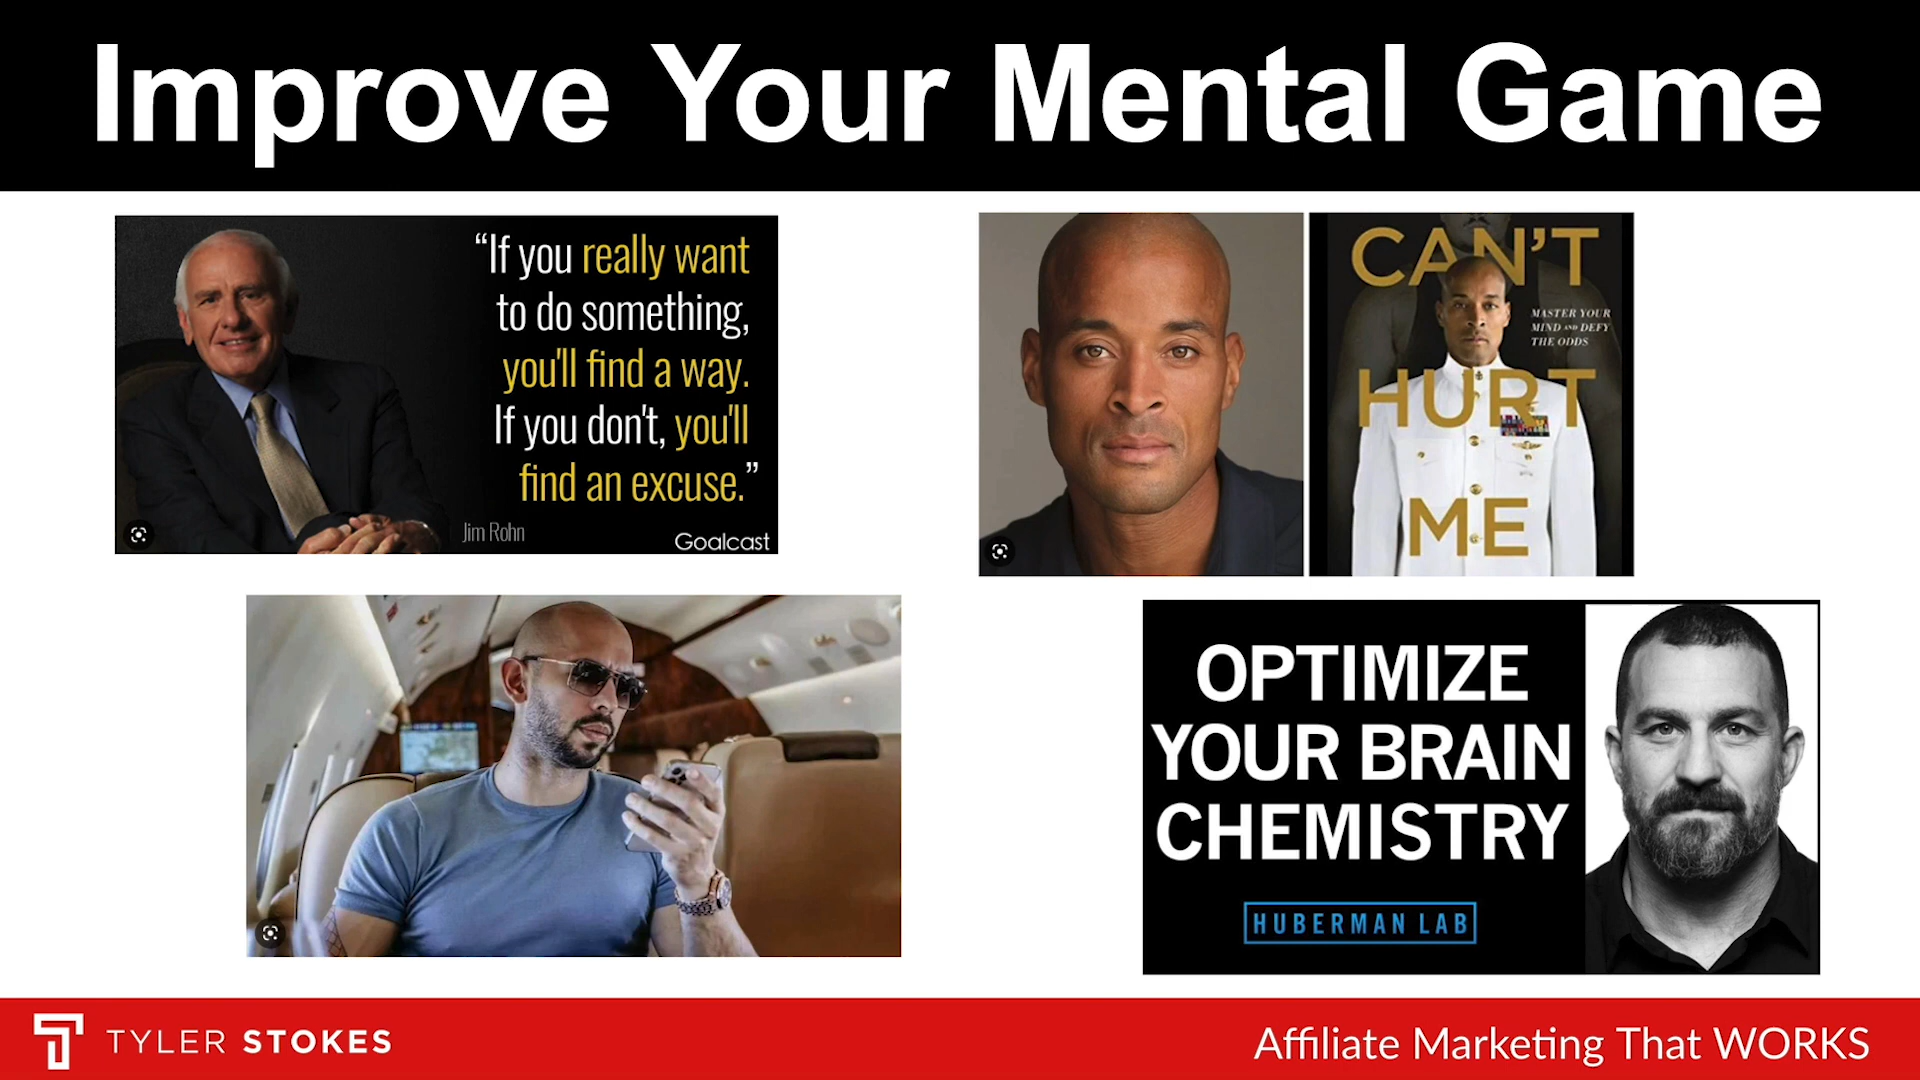 Improve Your Mental Game
“If you really want
to do something,
you'll find a way.
If you don't, you'll
find an excuse.”
Jim Rohn
Goalcast
CAN'T
MASTER YOUR
MIND AND DEFY
THE ODDS
HURT
ME
OPTIMIZE
YOUR BRAIN
CHEMISTRY
HUBERMAN LAB
TYLER STOKES
Affiliate Marketing That WORKS